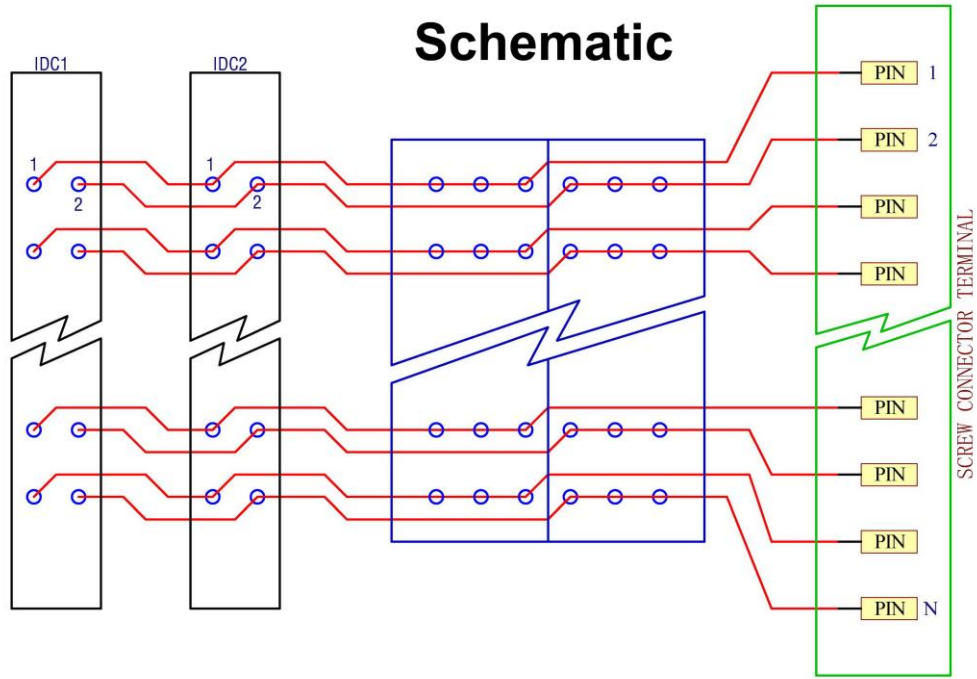 Schematic
IDC1
IDC2
1
2
1
2
PIN 1
PIN 2
PIN
PIN
PIN
PIN
PIN
PIN N
SCREW CONNECTOR TERMINAL